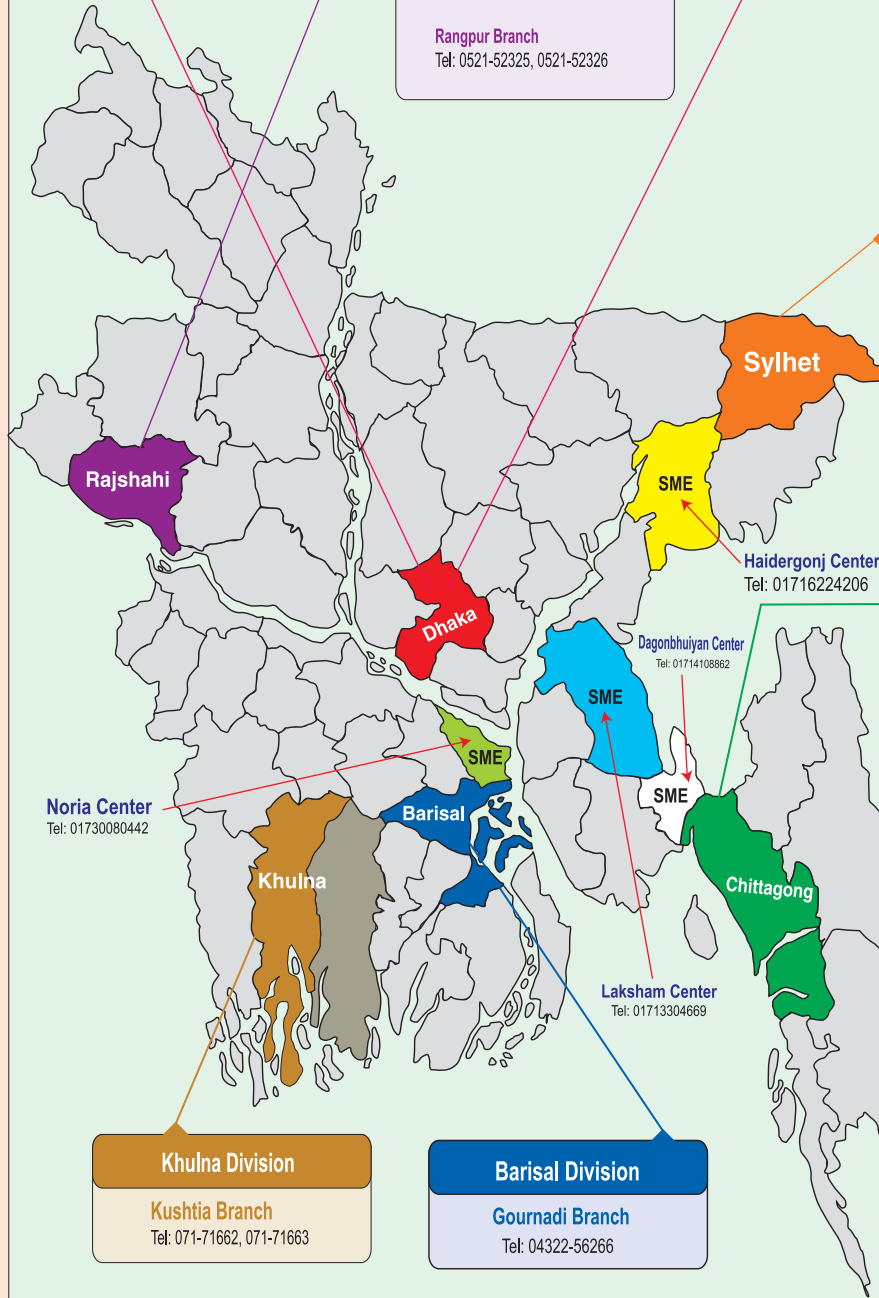 Rangpur Branch
Tel: 0521-52325, 0521-52326
Sylhet
Rajshahi
SME
Haidergonj Center
Tel: 01716224206
Dhaka
Dagonbhuiyan Center
Tel: 01714108862
SME
SME
SME
Noria Center
Tel: 01730080442
Barisal
Khulna
Chittagong
Laksham Center
Tel: 01713304669
Khulna Division
Kushtia Branch
Tel: 071-71662, 071-71663
Barisal Division
Gournadi Branch
Tel: 04322-56266